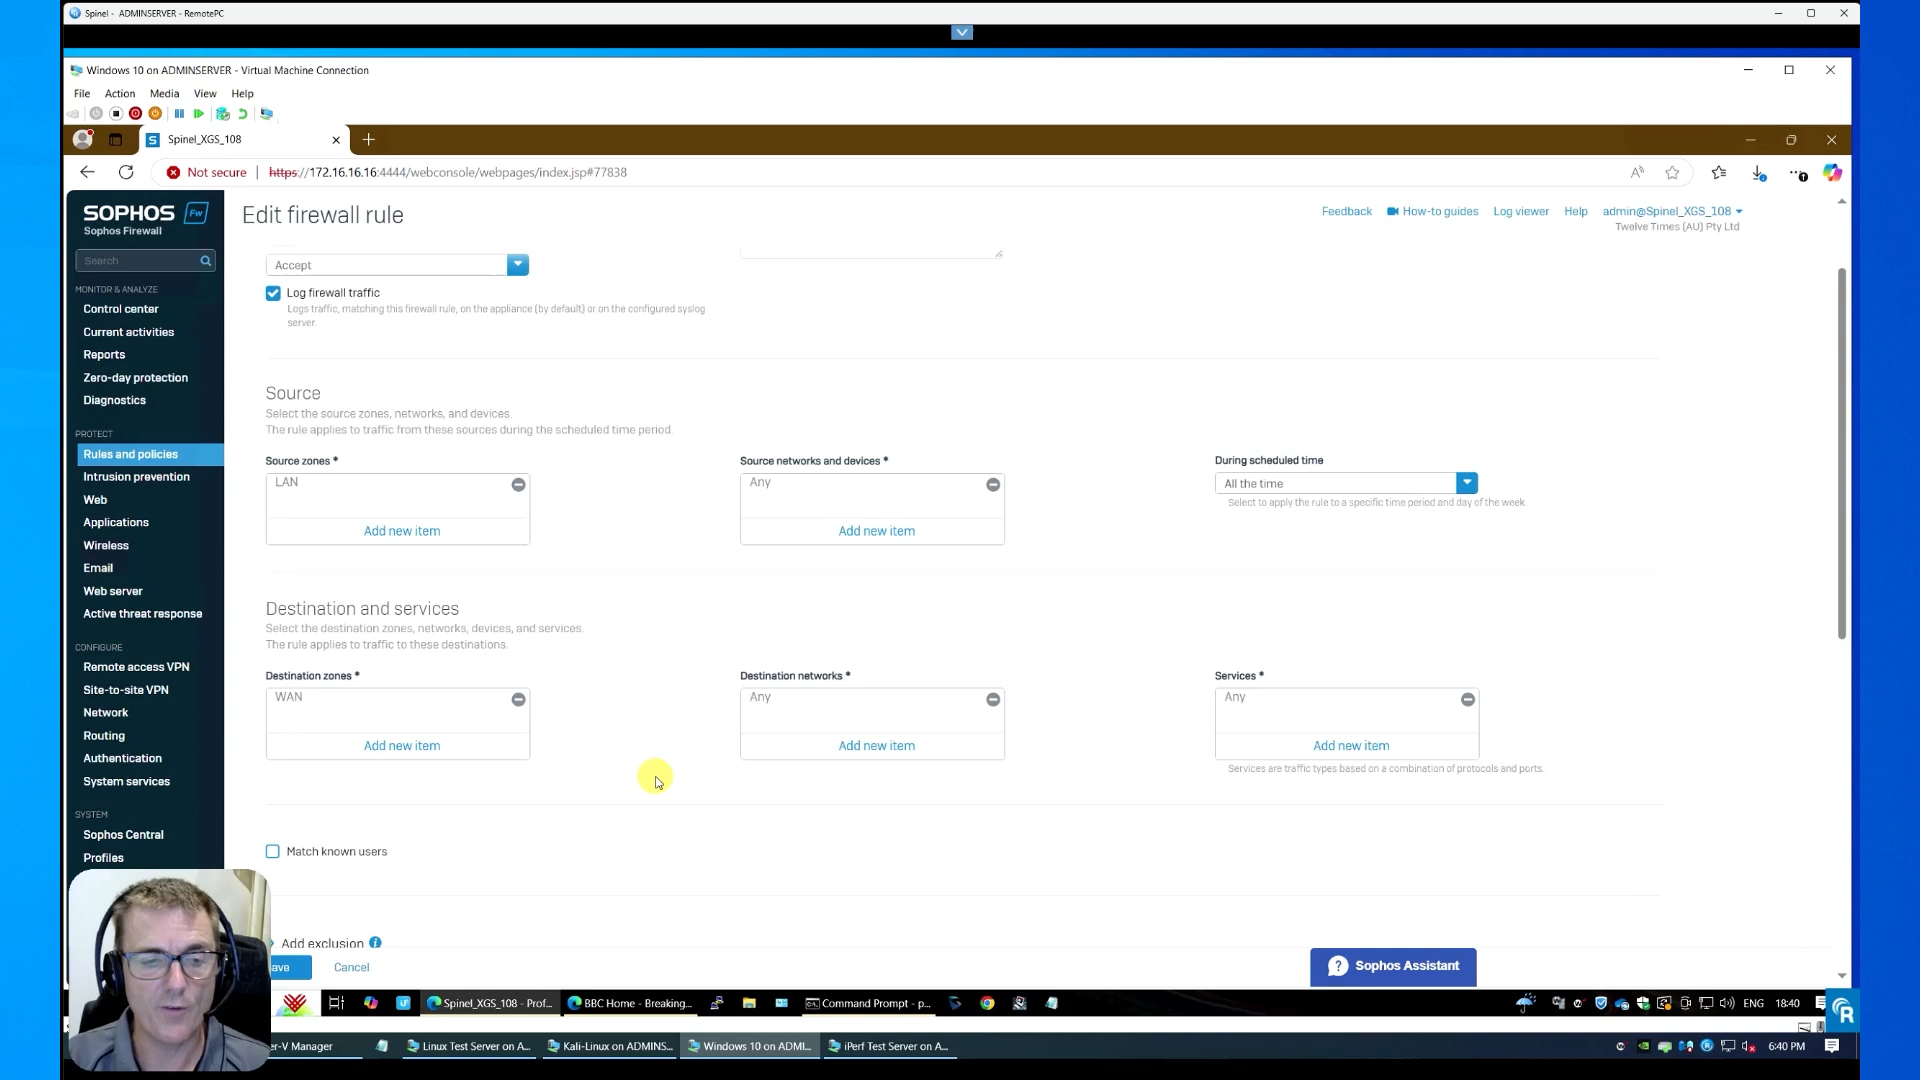 Spinel - ADMINSERVER - RemotePC
Windows 10 on ADMINSERVER - Virtual Machine Connection
File Action Media View Help
Spinel_XGS_108
Not secure https://172.16.16.16:4444/webconsole/webpages/index.jsp#77838
SOPHOS Fw
Sophos Firewall
Edit firewall rule
Feedback How-to guides Log viewer Help admin@Spinel_XGS_108
Twelve Times (AU) Pty Ltd
Search
MONITOR & ANALYZE
Control center
Current activities
Reports
Zero-day protection
Diagnostics
PROTECT
Rules and policies
Intrusion prevention
Web
Applications
Wireless
Email
Web server
Active threat response
CONFIGURE
Remote access VPN
Site-to-site VPN
Network
Routing
Authentication
System services
SYSTEM
Sophos Central
Profiles
Accept
Log firewall traffic
Logs traffic, matching this firewall rule, on the appliance (by default) or on the configured syslog
server.
Source
Select the source zones, networks, and devices.
The rule applies to traffic from these sources during the scheduled time period.
Source zones * Source networks and devices * During scheduled time
LAN Any All the time
Select to apply the rule to a specific time period and day of the week.
Add new item Add new item
Destination and services
Select the destination zones, networks, devices, and services.
The rule applies to traffic to these destinations.
Destination zones * Destination networks * Services *
WAN Any Any
Add new item Add new item Add new item
Services are traffic types based on a combination of protocols and ports.
Match known users
Add exclusion
ave Cancel
Sophos Assistant
Spinel_XGS_108 - Prof... BBC Home - Breaking... Command Prompt - p... ENG 18:40
er-V Manager Linux Test Server on A... Kali-Linux on ADMINS... Windows 10 on ADMI... iPerf Test Server on A... 6:40 PM